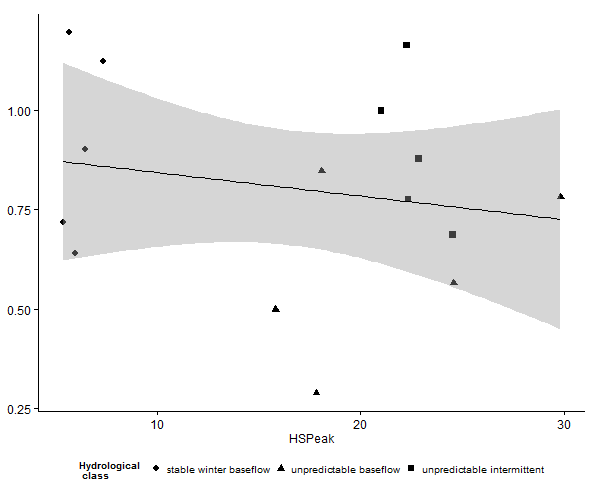 1.00
0.75
0.50
0.25
10 20 30
HSPeak
Hydrological
class
stable winter baseflow unpredictable baseflow unpredictable intermittent